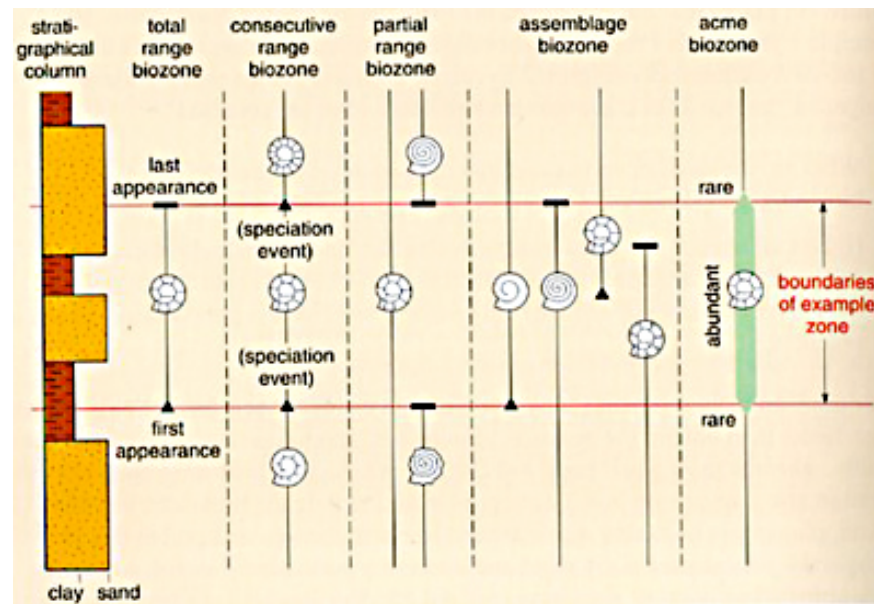 strati-
graphical
column
total
range
biozone
consecutive
range
biozone
partial
range
biozone
assemblage
biozone
acme
biozone
last
appearance
(speciation
event)
(speciation
event)
first
appearance
rare
abundant
rare
boundaries
of example
zone
clay sand